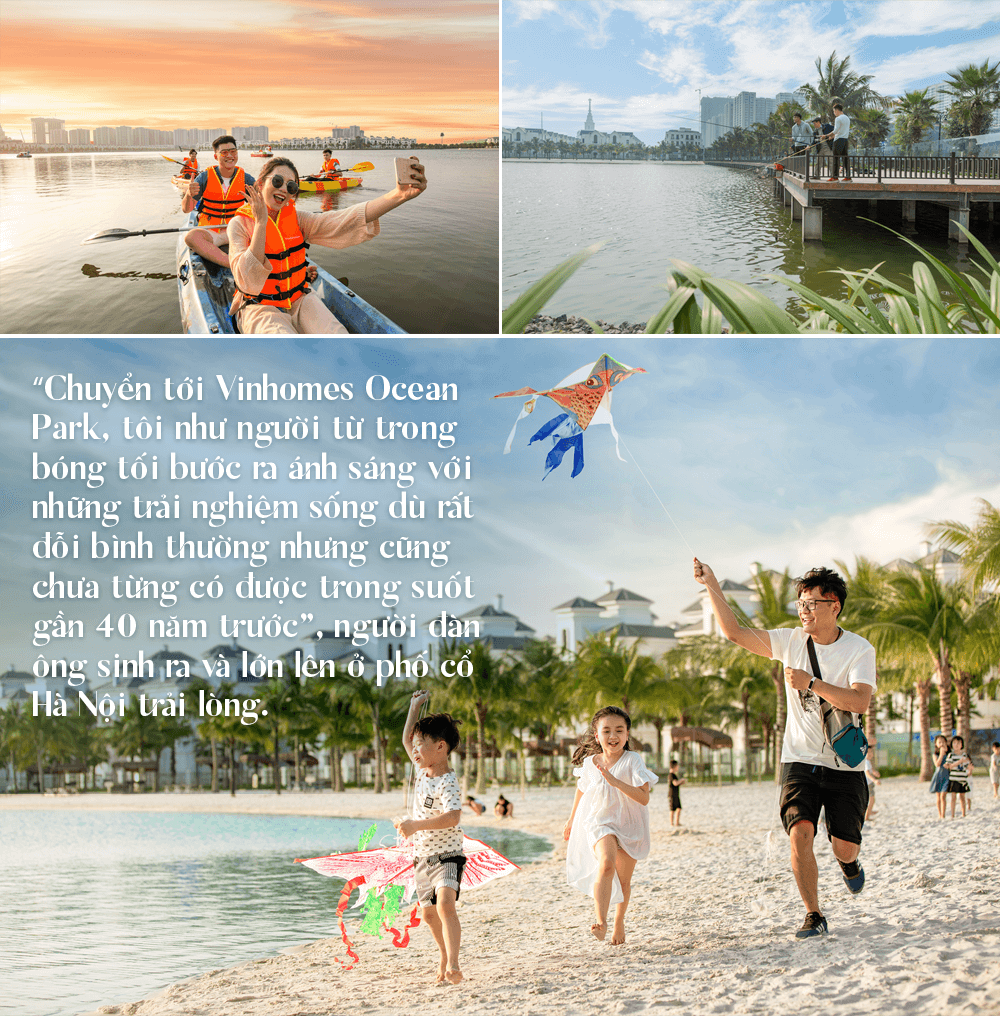 “Chuyển tới Vinhomes Ocean
Park, tôi như người từ trong
bóng tối bước ra ánh sáng với
những trải nghiệm sống dù rất
đỗi bình thường nhưng cũng
chưa từng có được trong suốt
gần 40 năm trước”, người đàn
ông sinh ra và lớn lên ở phố cổ
Hà Nội trải lòng.